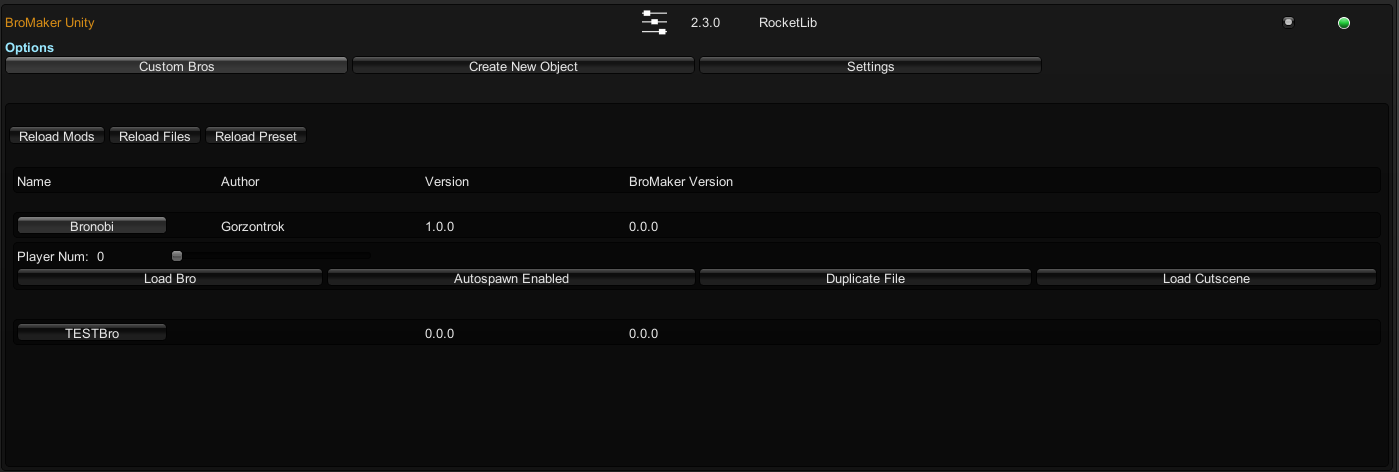 BroMaker Unity 2.3.0 RocketLib
Options
Custom Bros Create New Object Settings
Reload Mods Reload Files Reload Preset
Name Author Version BroMaker Version
Bronobi Gorzontrok 1.0.0 0.0.0
Player Num: 0
Load Bro Autospawn Enabled Duplicate File Load Cutscene
TESTBro 0.0.0 0.0.0